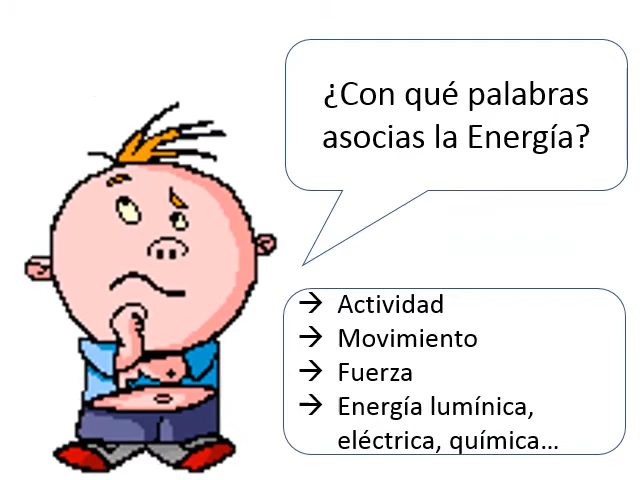 ¿Con qué palabras
asocias la Energía?
→ Actividad
→ Movimiento
→ Fuerza
→ Energía lumínica,
eléctrica, química…